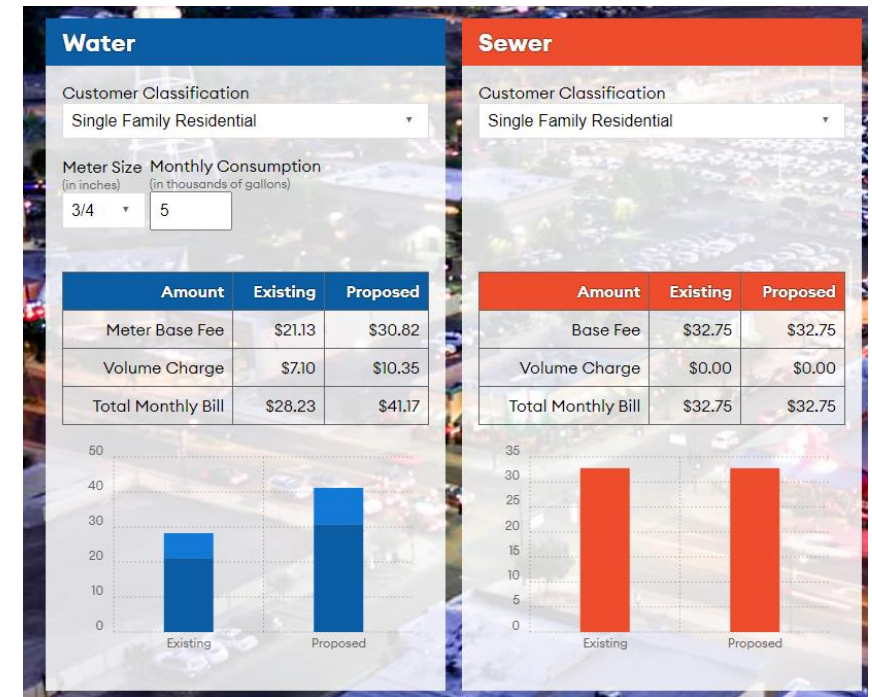 Water
Customer Classification
Single Family Residential
Meter Size Monthly Consumption
(in inches) (in thousands of gallons)
3/4 5
Amount Existing Proposed
Meter Base Fee $21.13 $30.82
Volume Charge $7.10 $10.35
Total Monthly Bill $28.23 $41.17
50
40
30
20
10
0
Existing Proposed
Sewer
Customer Classification
Single Family Residential
Amount Existing Proposed
Base Fee $32.75 $32.75
Volume Charge $0.00 $0.00
Total Monthly Bill $32.75 $32.75
35
30
25
20
15
10
5
0
Existing Proposed